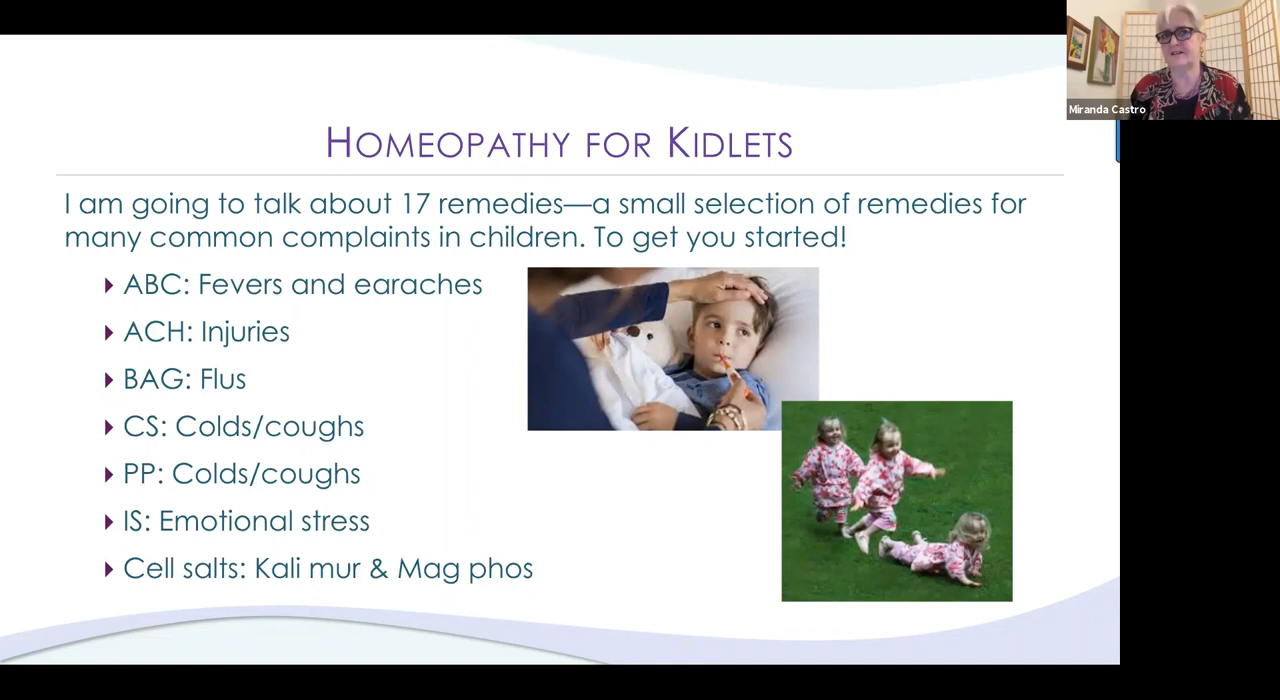 Miranda Castro
HOMEOPATHY FOR KIDLETS
I am going to talk about 17 remedies—a small selection of remedies for
many common complaints in children. To get you started!
ABC: Fevers and earaches
ACH: Injuries
BAG: Flus
CS: Colds/coughs
PP: Colds/coughs
IS: Emotional stress
Cell salts: Kali mur & Mag phos